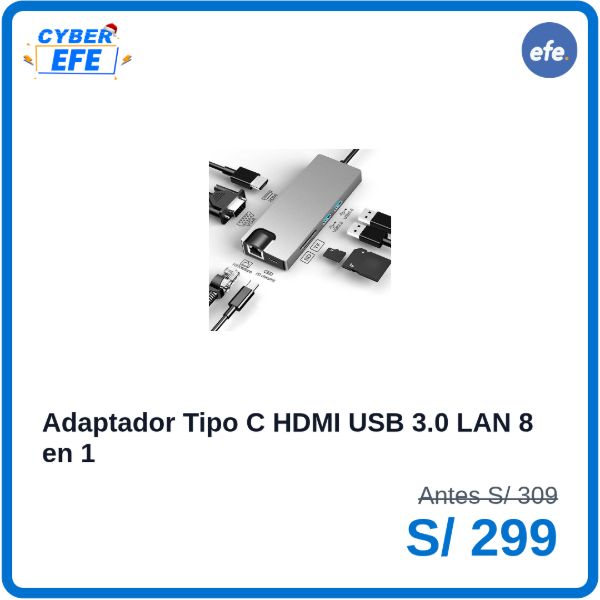 CYBER
EFE
efe.
Adaptador Tipo C HDMI USB 3.0 LAN 8
en 1
Antes S/ 309
S/ 299